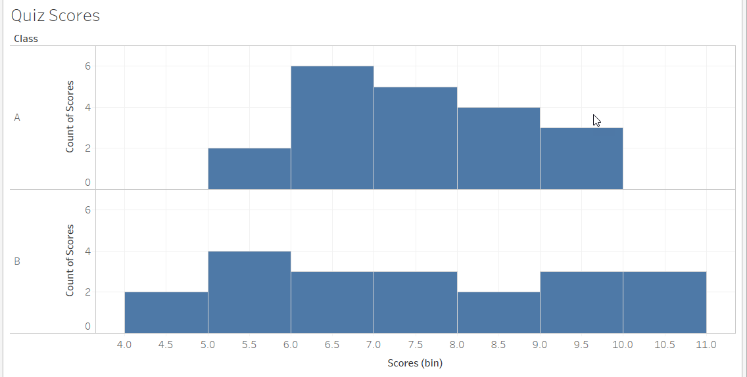 Quiz Scores
Class
A
Count of Scores
6
4
2
0
B
Count of Scores
6
4
2
0
4.0 4.5 5.0 5.5 6.0 6.5 7.0 7.5 8.0 8.5 9.0 9.5 10.0 10.5 11.0
Scores (bin)